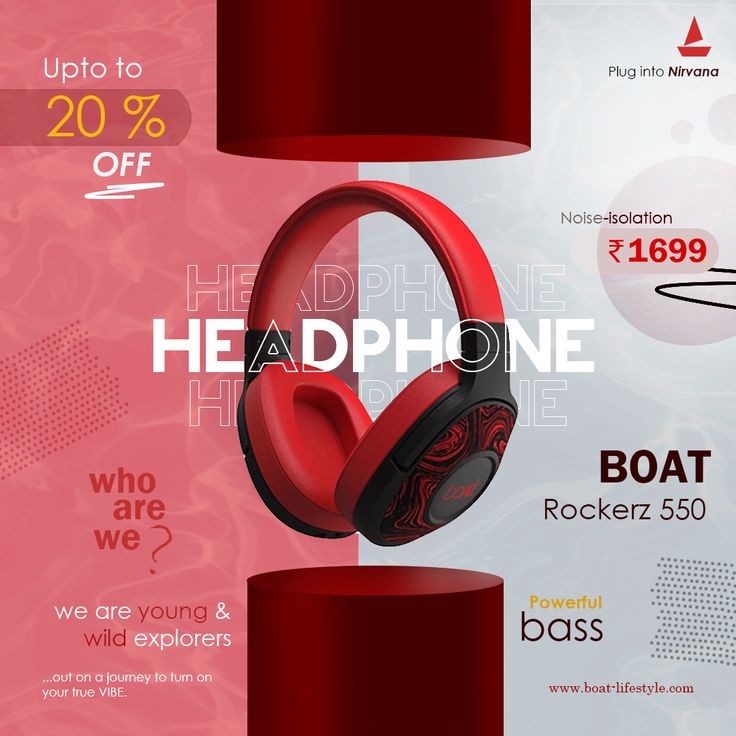 Upto to
20 %
OFF
Plug into Nirvana
Noise-isolation
₹1699
HEADPHONE
HEADPHONE
HEADPHONE
boAt
BOAT
Rockerz 550
who
are
we?
we are young &
wild explorers
...out on a journey to turn on
your true VIBE.
Powerful
bass
www.boat-lifestyle.com